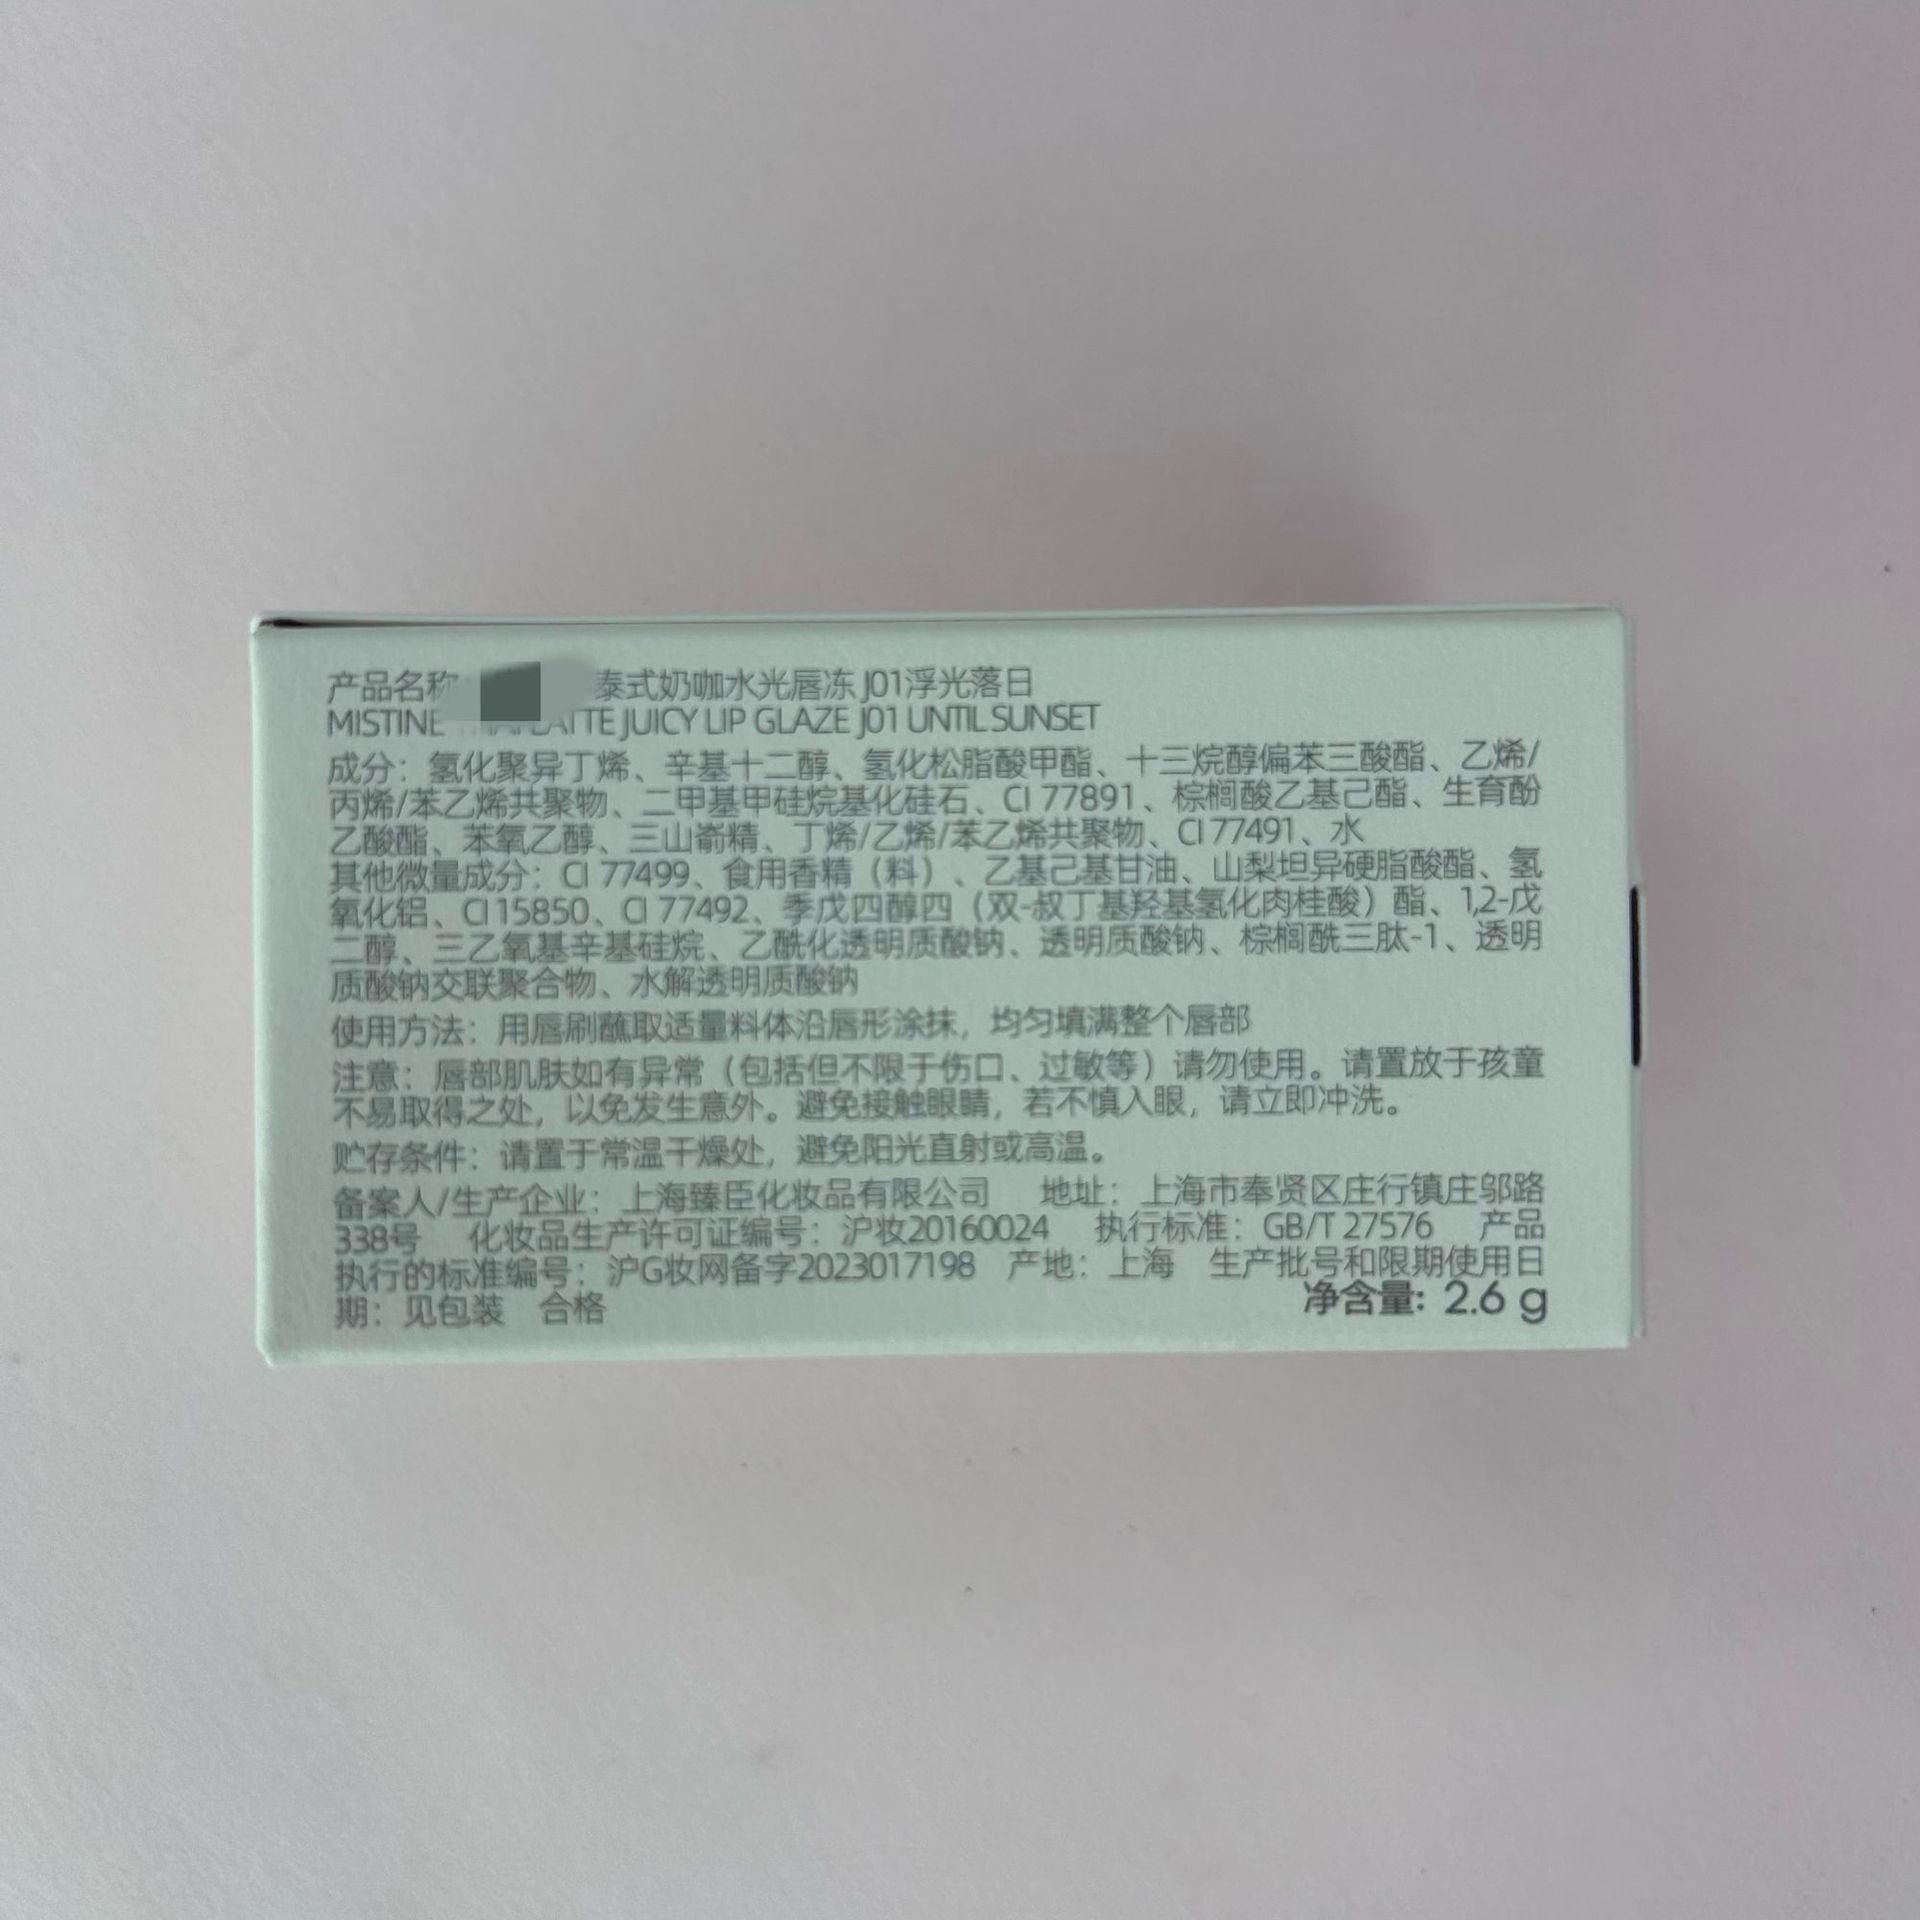 产品名称 泰式奶咖水光唇冻 J01浮光落日
MISTINE LATTE JUICY LIP GLAZE J01 UNTIL SUNSET
成分：氢化聚异丁烯、辛基十二醇、氢化松脂酸甲酯、十三烷醇偏苯三酸酯、乙烯/
丙烯/苯乙烯共聚物、二甲基甲硅烷基化硅石、CI 77891、棕榈酸乙基己酯、生育酚
乙酸酯、苯氧乙醇、三山嵛精、丁烯/乙烯/苯乙烯共聚物、CI 77491、水
其他微量成分：CI 77499、食用香精（料）、乙基己基甘油、山梨坦异硬脂酸酯、氢
氧化铝、CI 15850、CI 77492、季戊四醇四（双-叔丁基羟基氢化肉桂酸）酯、1,2-戊
二醇、三乙氧基辛基硅烷、乙酰化透明质酸钠、透明质酸钠、棕榈酰三肽-1、透明
质酸钠交联聚合物、水解透明质酸钠
使用方法：用唇刷蘸取适量料体沿唇形涂抹，均匀填满整个唇部
注意：唇部肌肤如有异常（包括但不限于伤口、过敏等）请勿使用。请置放于孩童
不易取得之处，以免发生意外。避免接触眼睛，若不慎入眼，请立即冲洗。
贮存条件：请置于常温干燥处，避免阳光直射或高温。
备案人/生产企业：上海臻臣化妆品有限公司 地址：上海市奉贤区庄行镇庄邬路
338号 化妆品生产许可证编号：沪妆20160024 执行标准：GB/T 27576 产品
执行的标准编号：沪G妆网备字2023017198 产地：上海 生产批号和限期使用日
期：见包装 合格
净含量: 2.6 g